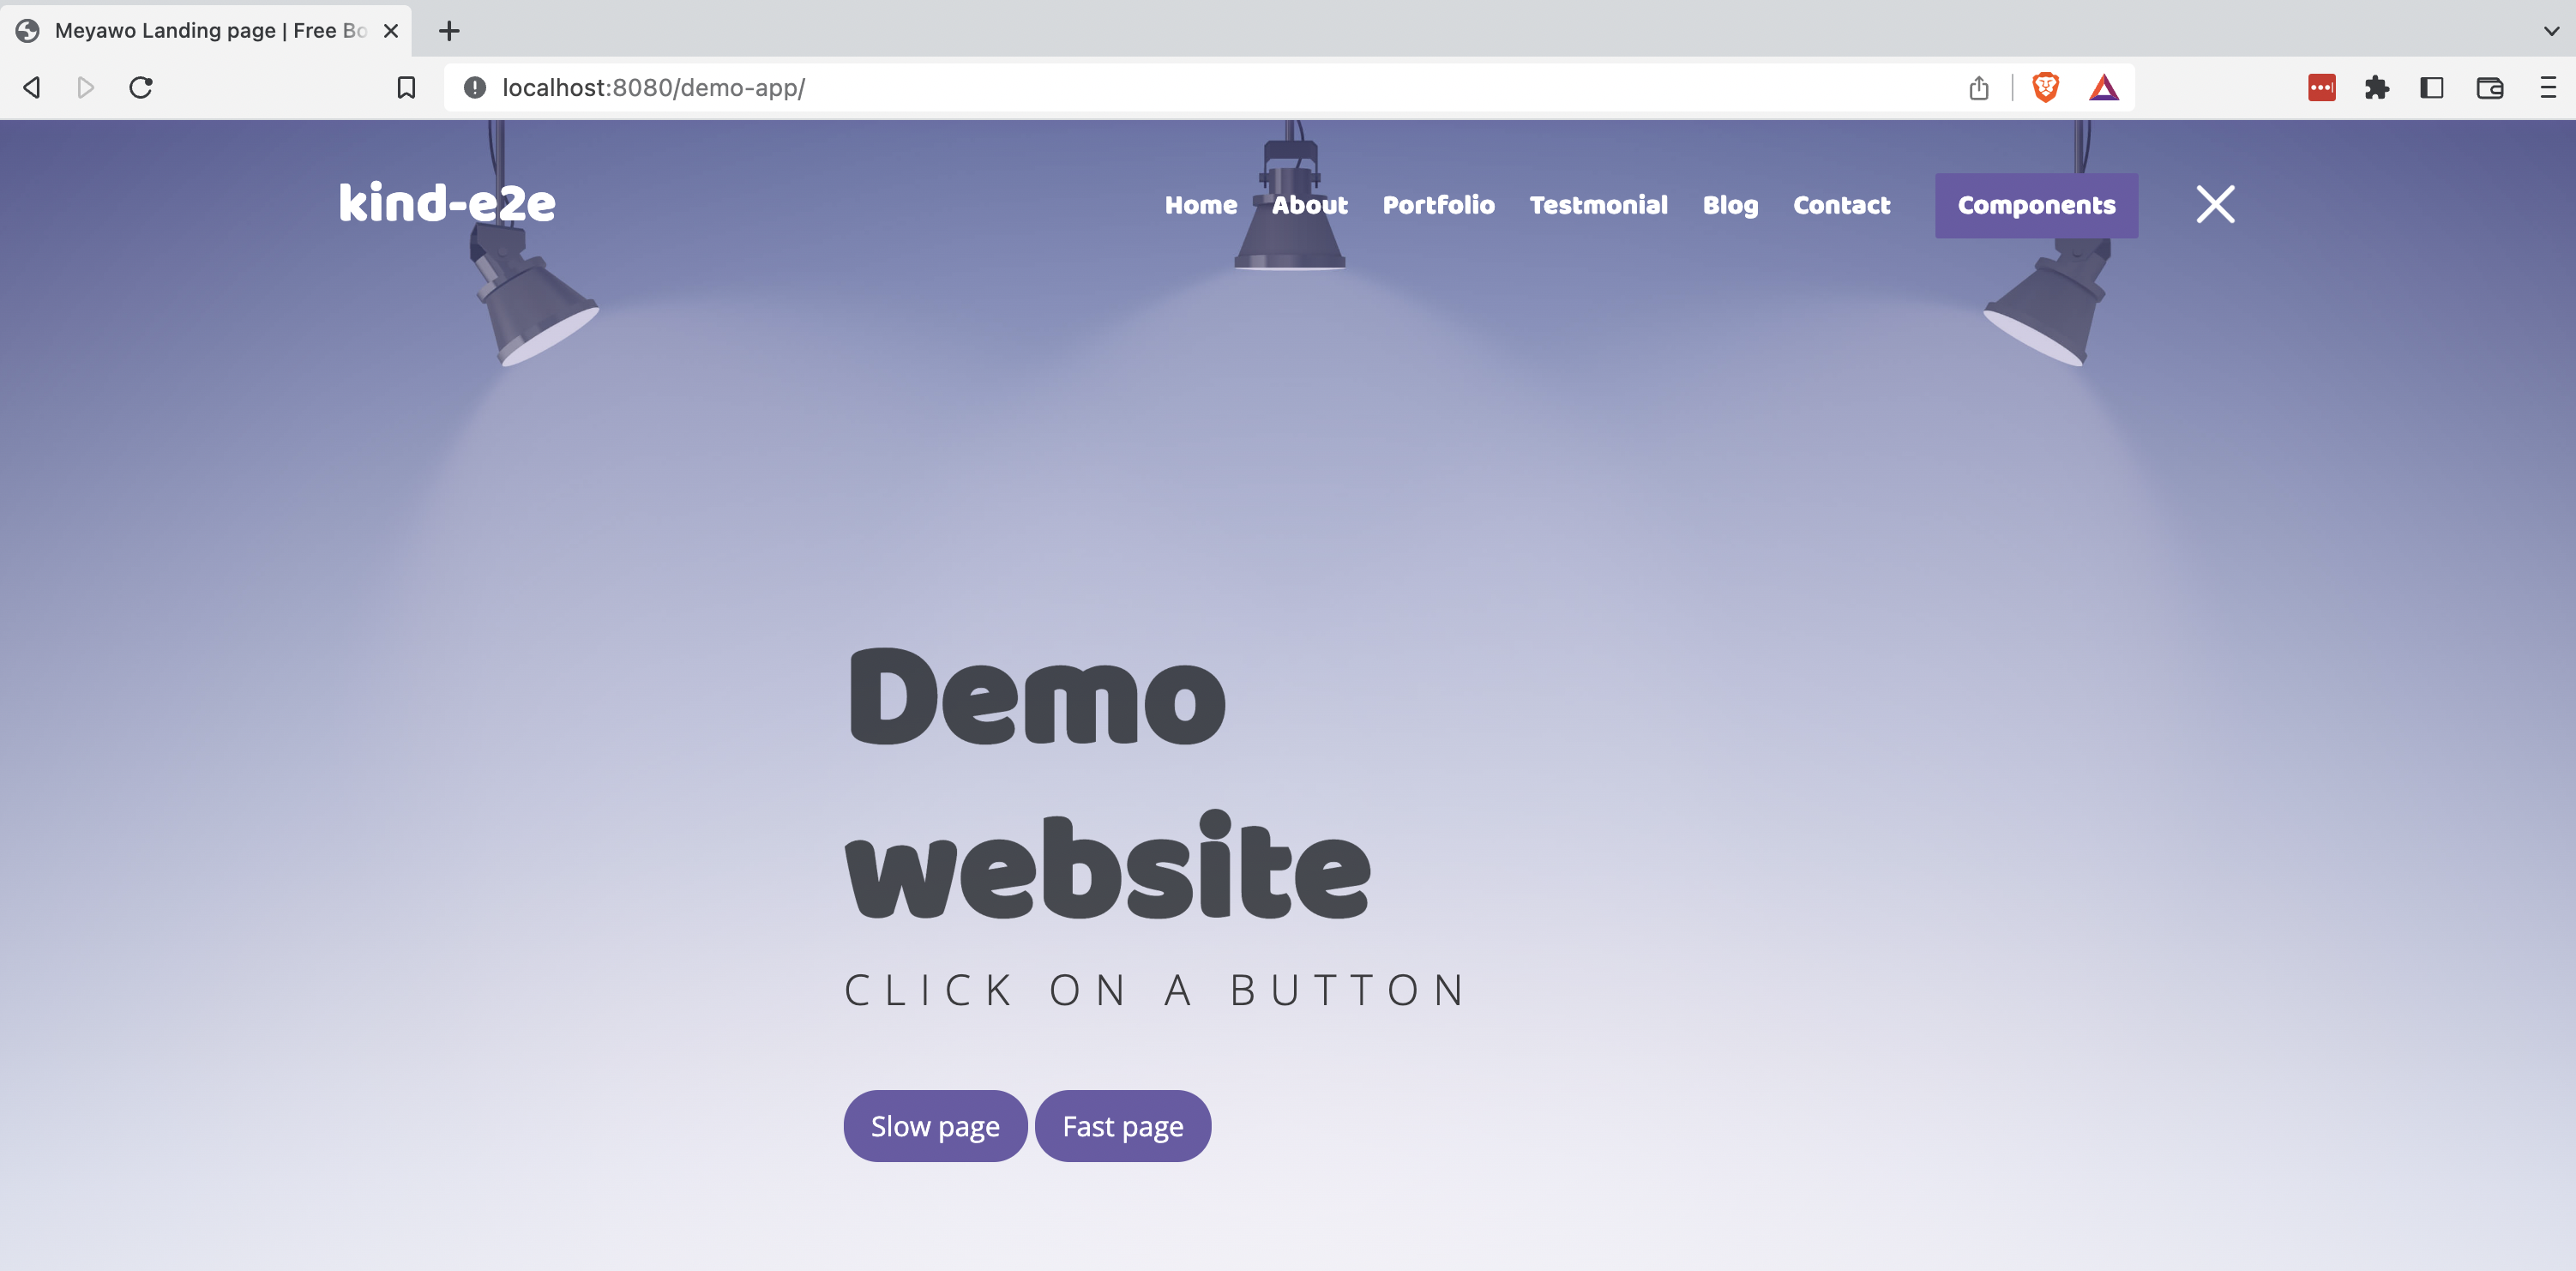 Meyawo Landing page | Free Bo
localhost:8080/demo-app/
kind-e2e
Home About Portfolio Testmonial Blog Contact Components
Demo
website
CLICK ON A BUTTON
Slow page Fast page